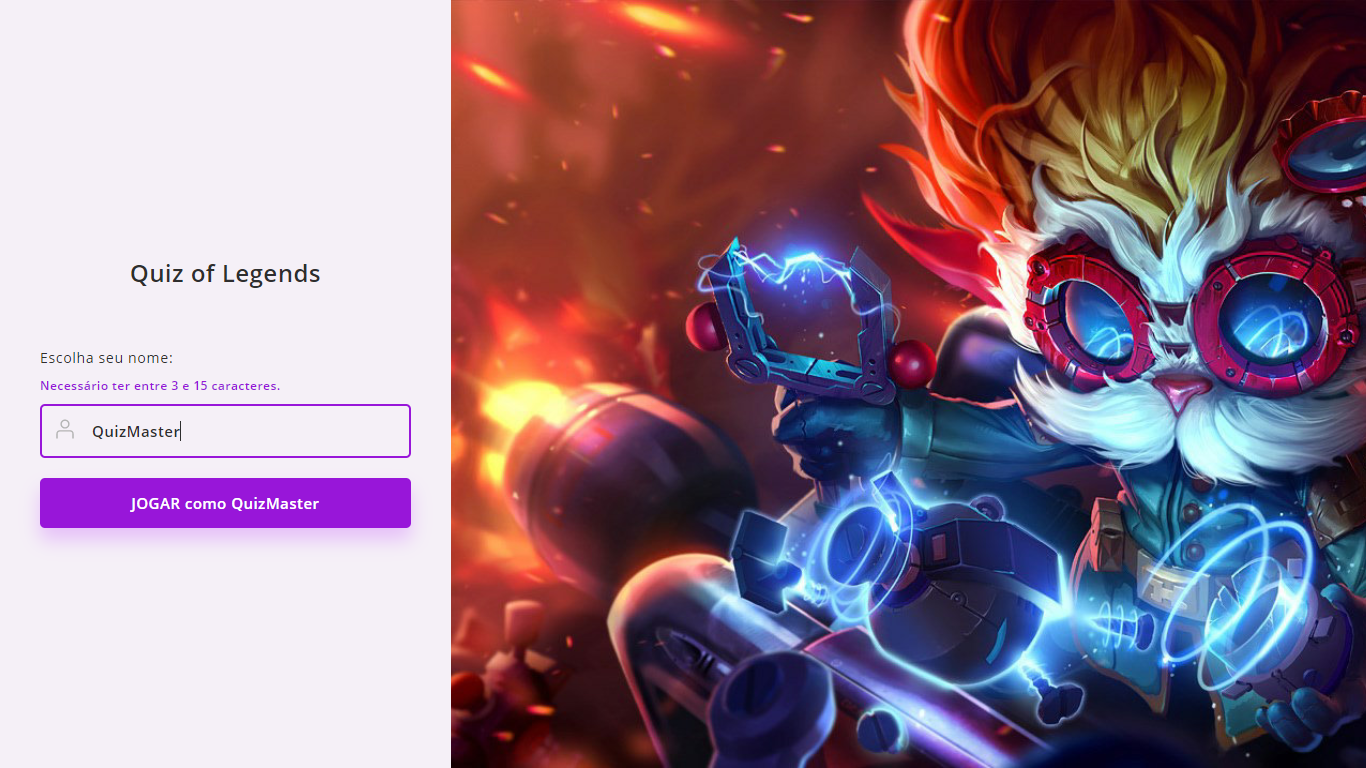 Quiz of Legends
Escolha seu nome:
Necessário ter entre 3 e 15 caracteres.
QuizMaster
JOGAR como QuizMaster